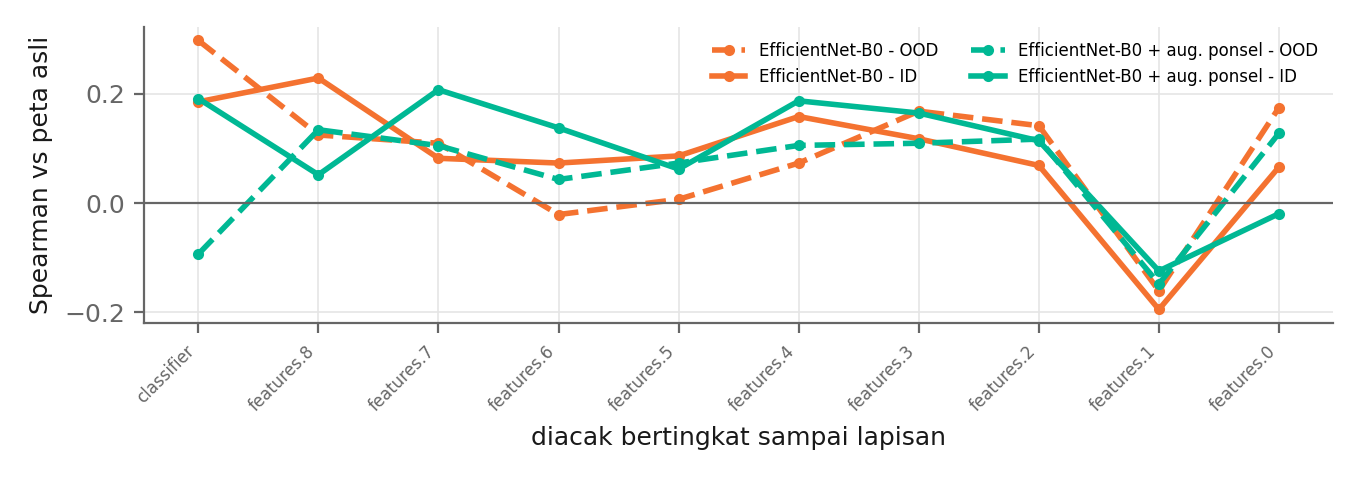 Spearman vs peta asli
0.2
0.0
−0.2
EfficientNet-B0 - OOD
EfficientNet-B0 - ID
EfficientNet-B0 + aug. ponsel - OOD
EfficientNet-B0 + aug. ponsel - ID
classifier
features.8
features.7
features.6
features.5
features.4
features.3
features.2
features.1
features.0
diacak bertingkat sampai lapisan